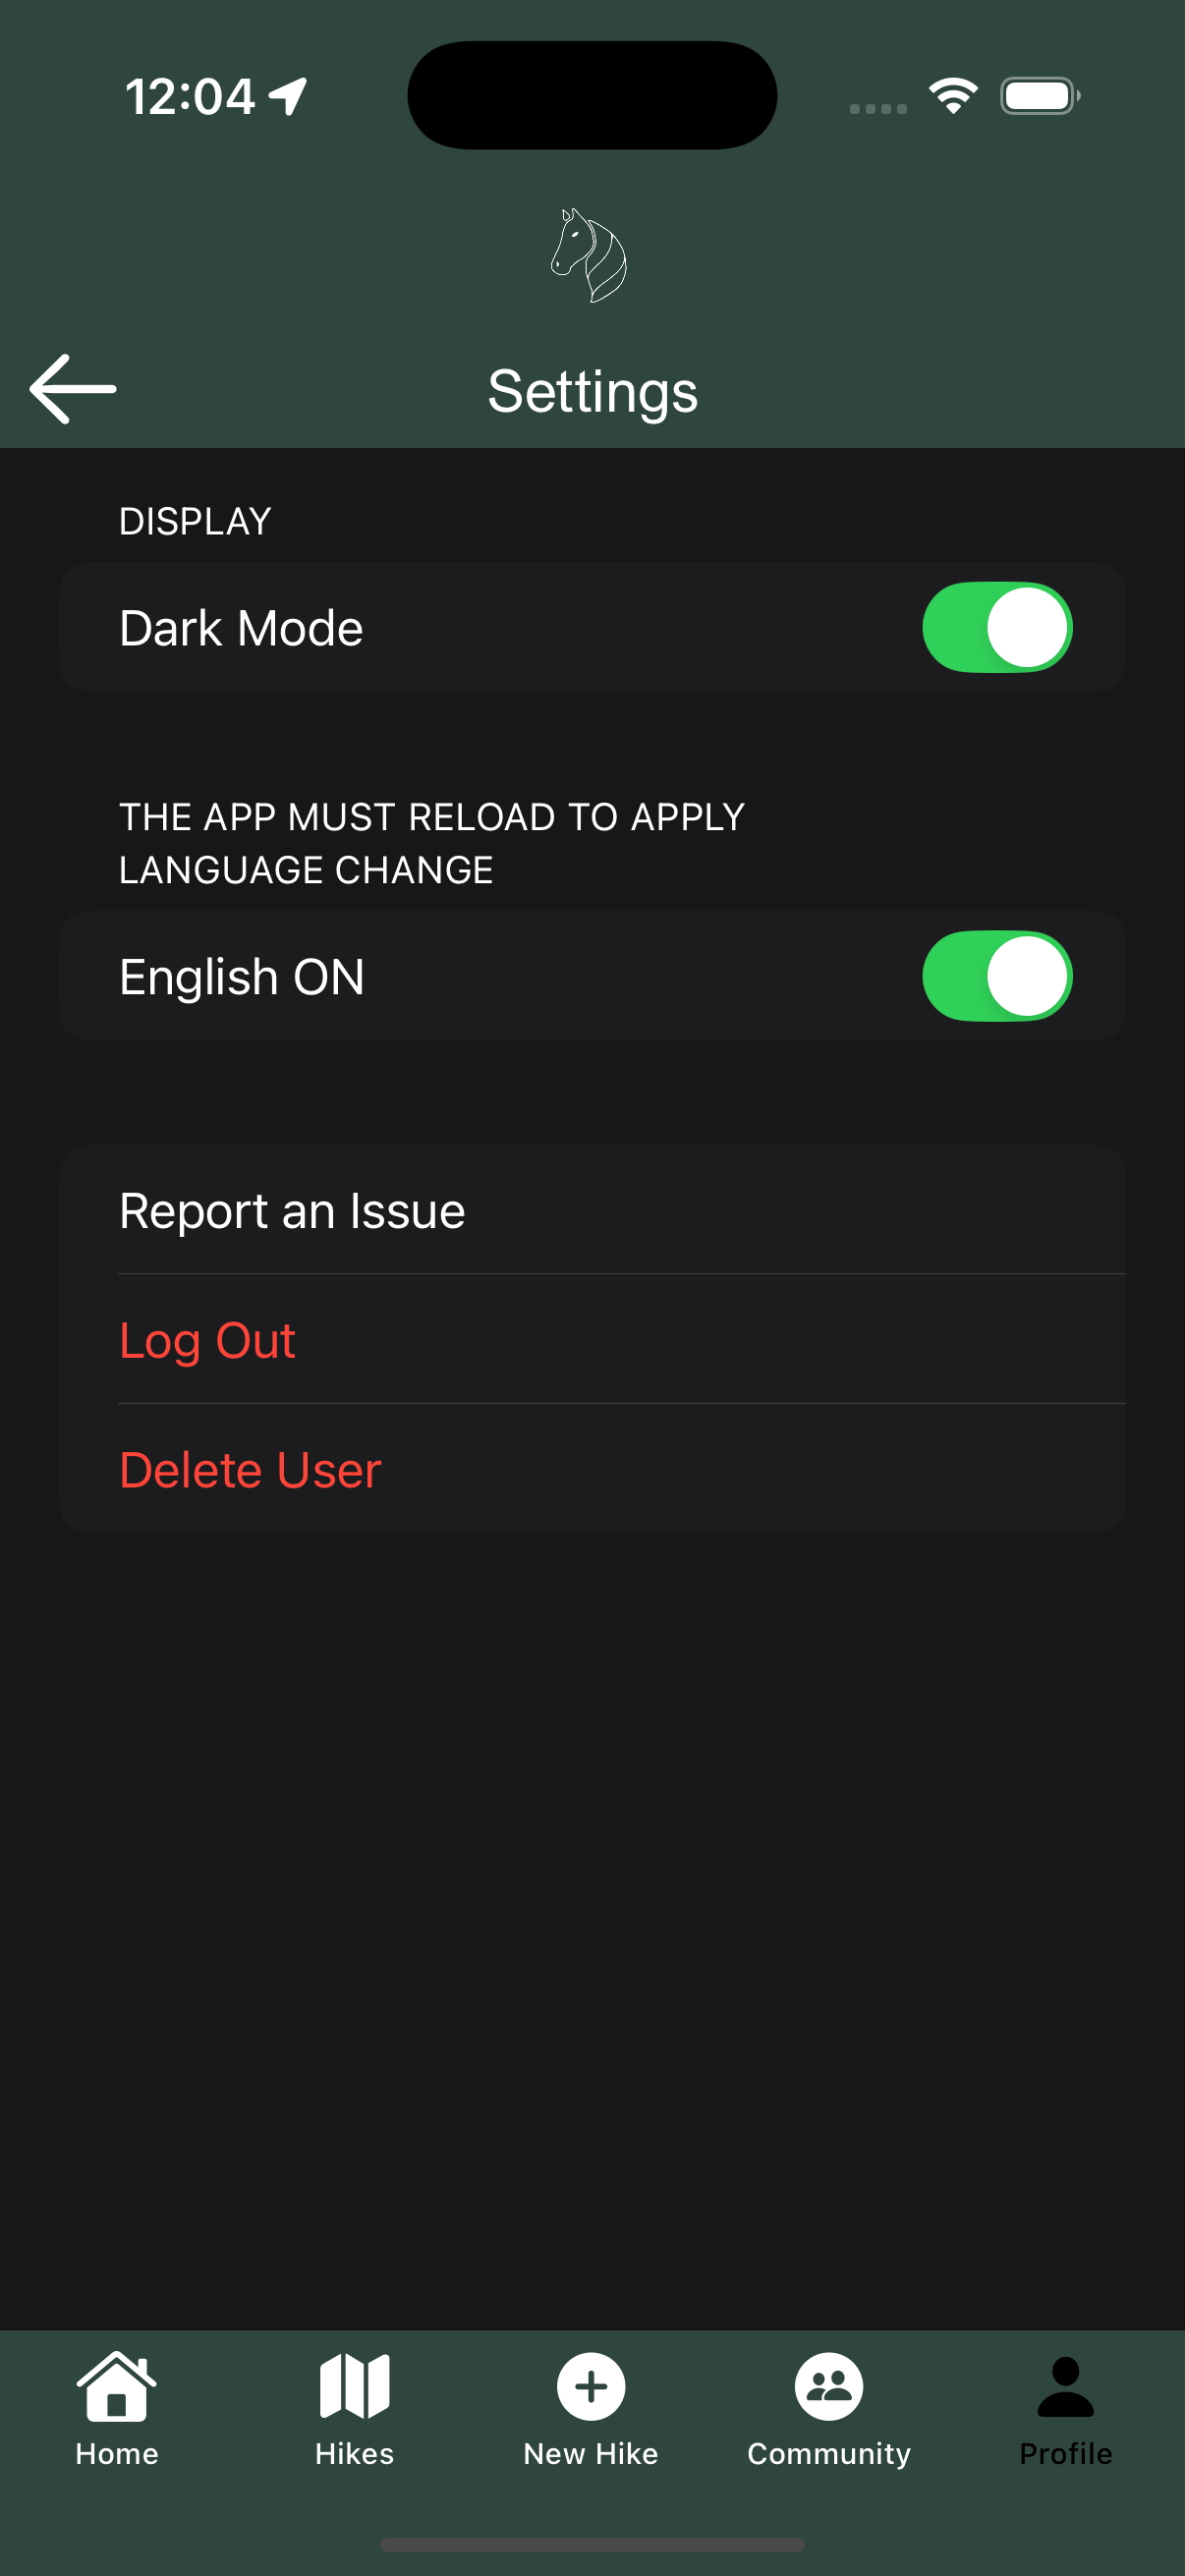 12:04
Settings
DISPLAY
Dark Mode
THE APP MUST RELOAD TO APPLY
LANGUAGE CHANGE
English ON
Report an Issue
Log Out
Delete User
Home
Hikes
New Hike
Community
Profile